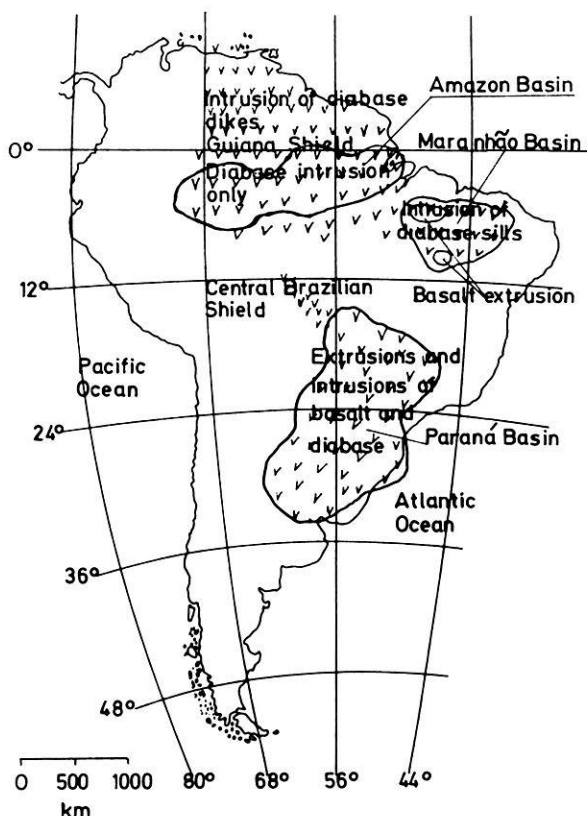 Amazon Basin
Intrusion of diabase
dikes
Maranhão Basin
0°
Guiana Shield
Diabase intrusion
only
Intrusion of
diabase sills
12°
Central Brazilian
Shield
Basalt extrusion
Pacific
Ocean
Extrusions and
intrusions of
basalt and
diabase
24°
Paraná Basin
Atlantic
Ocean
36°
48°
0 500 1000
km
80° 68° 56° 44°